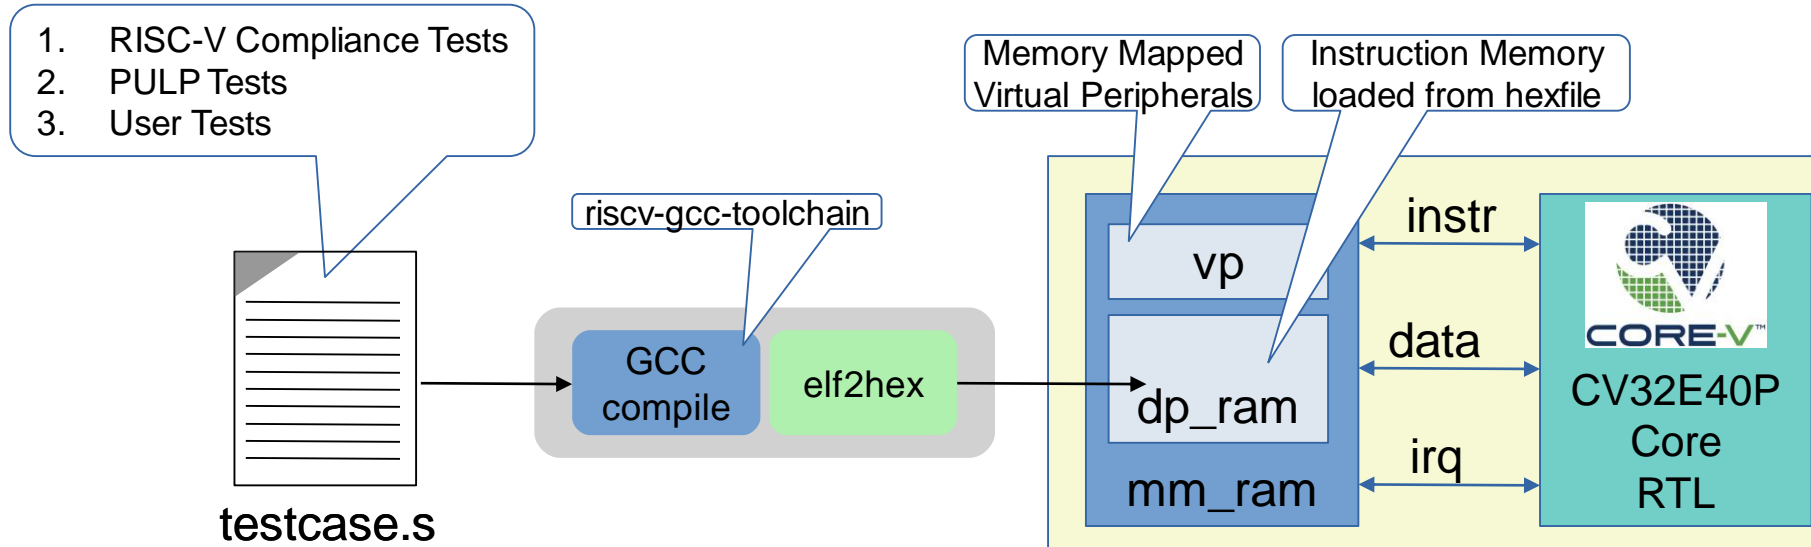 1. RISC-V Compliance Tests
2. PULP Tests
3. User Tests
testcase.s
riscv-gcc-toolchain
GCC
compile
elf2hex
Memory Mapped
Virtual Peripherals
Instruction Memory
loaded from hexfile
vp
dp_ram
mm_ram
instr
data
irq
CORE-V™
CV32E40P
Core
RTL